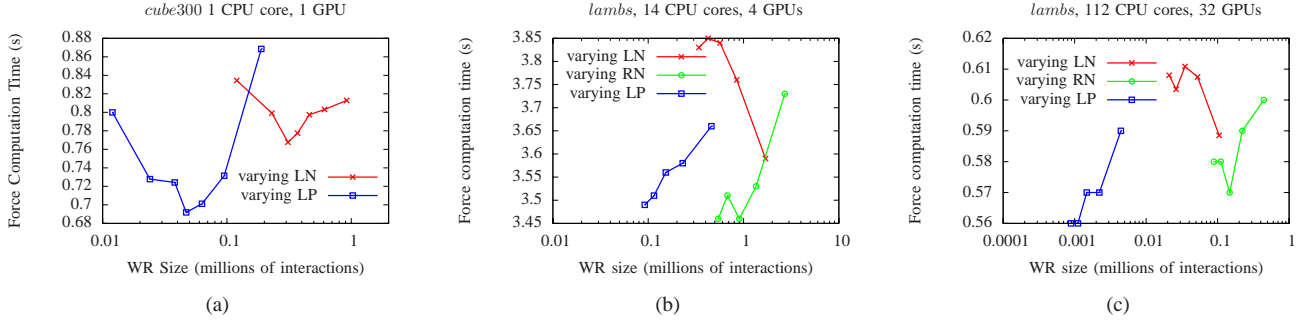 cube300 1 CPU core, 1 GPU
Force Computation Time (s)
0.88
0.86
0.84
0.82
0.8
0.78
0.76
0.74
0.72
0.7
0.68
varying LN
varying LP
0.01
0.1
1
WR Size (millions of interactions)
(a)
lambs, 14 CPU cores, 4 GPUs
Force computation time (s)
3.85
3.8
3.75
3.7
3.65
3.6
3.55
3.5
3.45
varying LN
varying RN
varying LP
0.01
0.1
1
10
WR size (millions of interactions)
(b)
lambs, 112 CPU cores, 32 GPUs
Force computation time (s)
0.62
0.61
0.6
0.59
0.58
0.57
0.56
varying LN
varying RN
varying LP
0.0001
0.001
0.01
0.1
1
WR size (millions of interactions)
(c)